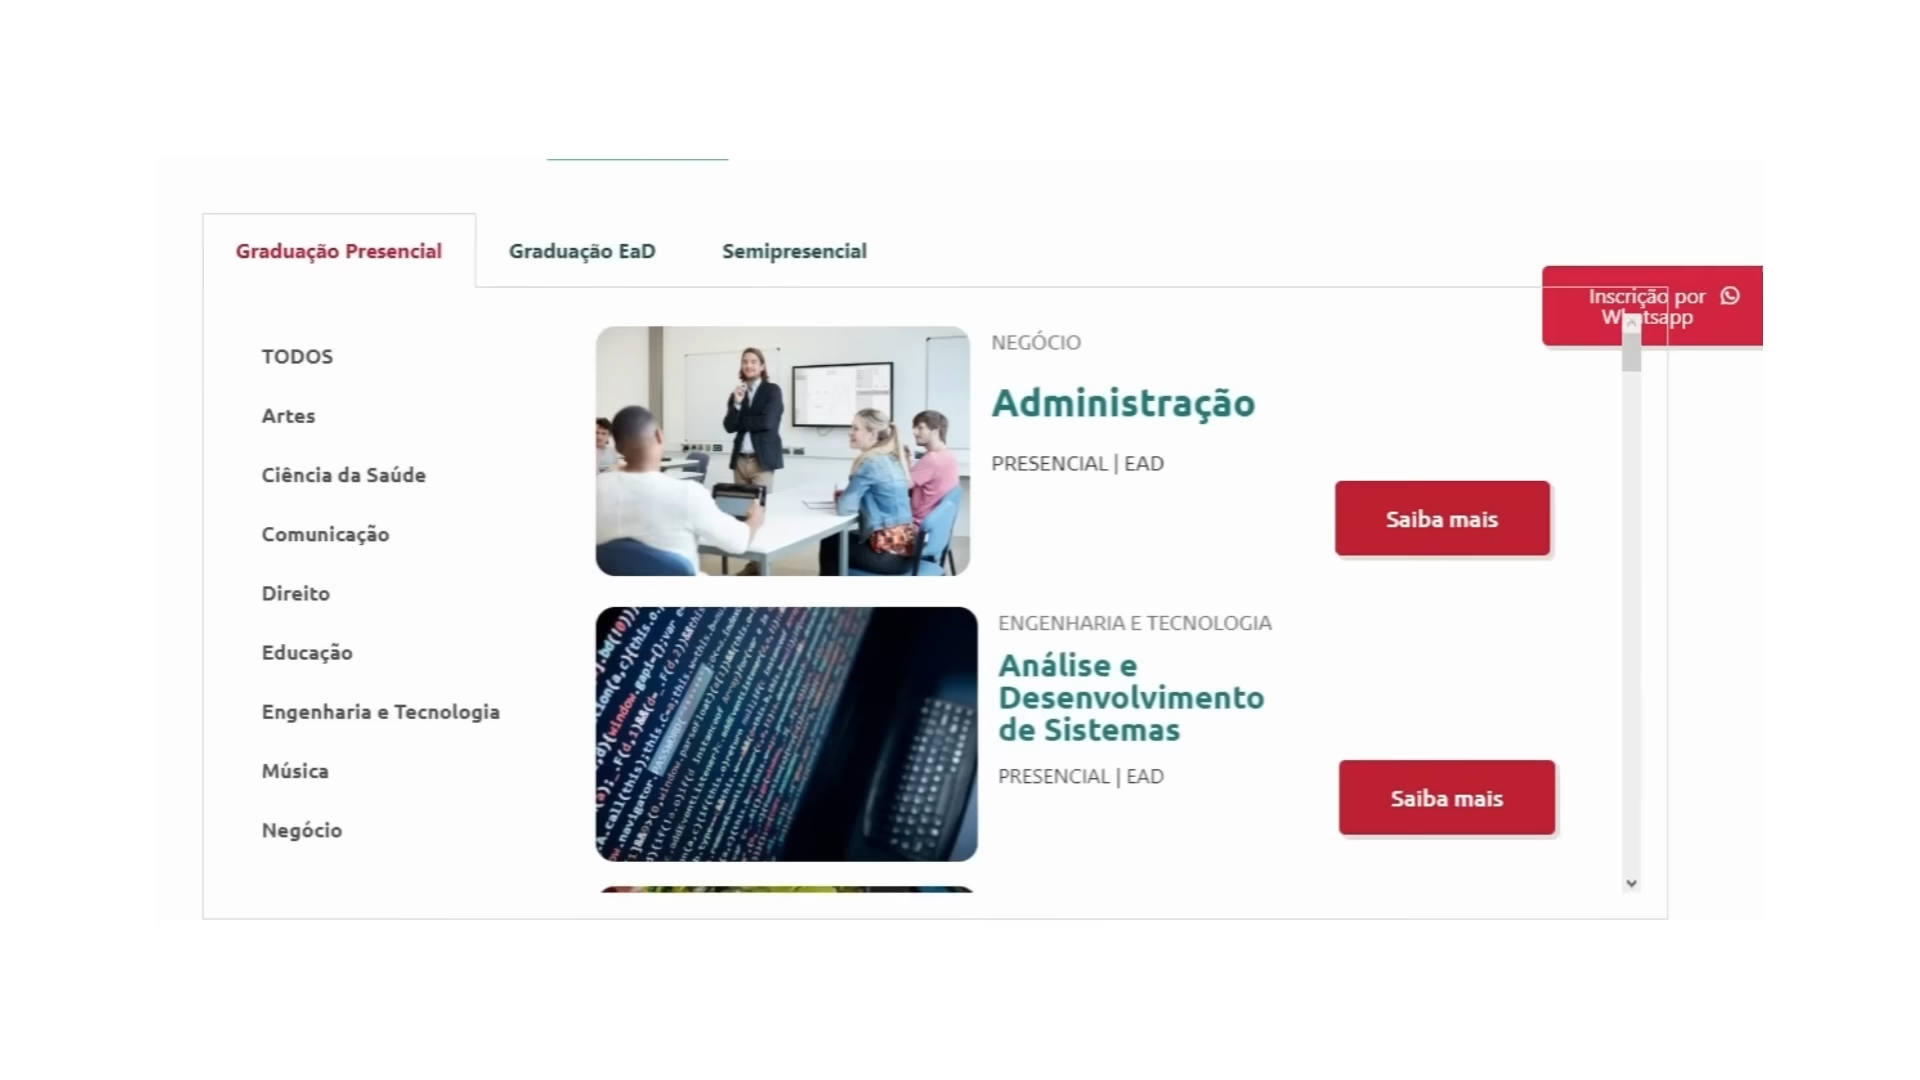 Graduação Presencial
Graduação EaD
Semipresencial
Inscrição por
Whatsapp
TODOS
Artes
Ciência da Saúde
Comunicação
Direito
Educação
Engenharia e Tecnologia
Música
Negócio
NEGÓCIO
Administração
PRESENCIAL | EAD
Saiba mais
ENGENHARIA E TECNOLOGIA
Análise e
Desenvolvimento
de Sistemas
PRESENCIAL | EAD
Saiba mais